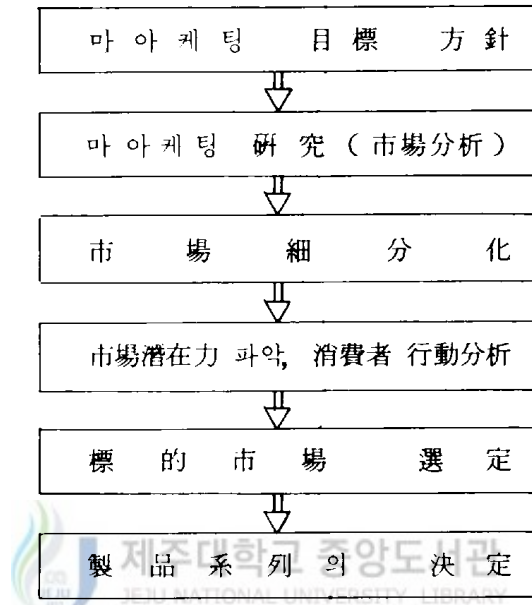 마아케팅 目標 方針
마아케팅 硏究 (市場分析)
市場細分化
市場潛在力 파악, 消費者 行動分析
標的市場 選定
제주대학교 중앙도서관
製品系列의 決定
JEJU NATIONAL UNIVERSITY LIBRARY